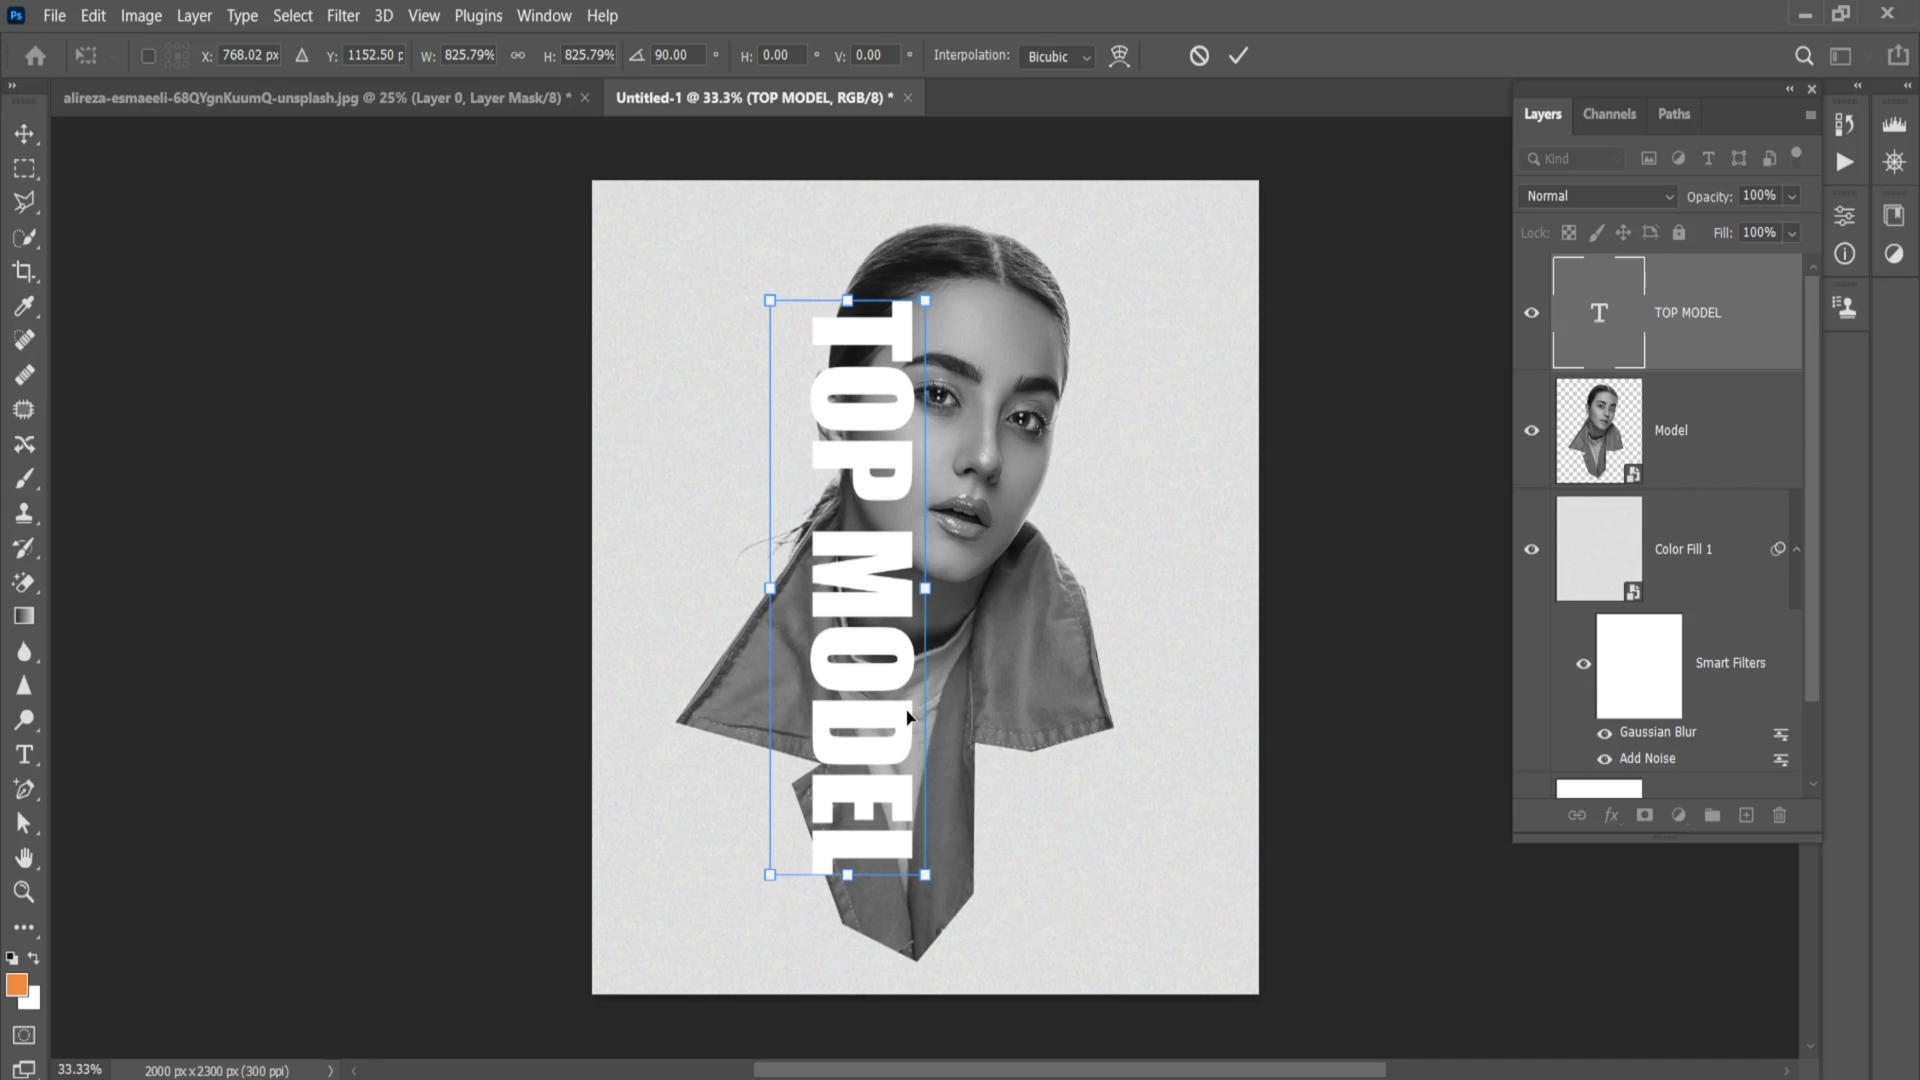 Ps File Edit Image Layer Type Select Filter 3D View Plugins Window Help
X: 768.02 px Y: 1152.50 p W: 825.79% H: 825.79% 90.00 ° H: 0.00 ° V: 0.00 ° Interpolation: Bicubic
alireza-esmaeeli-68QYgnKuumQ-unsplash.jpg @ 25% (Layer 0, Layer Mask/8) *
Untitled-1 @ 33.3% (TOP MODEL, RGB/8) *
Layers Channels Paths
Kind
Normal Opacity: 100%
Lock: Fill: 100%
TOP MODEL
Model
Color Fill 1
Smart Filters
Gaussian Blur
Add Noise
TOP MODEL
33.33% 2000 px x 2300 px (300 ppi)